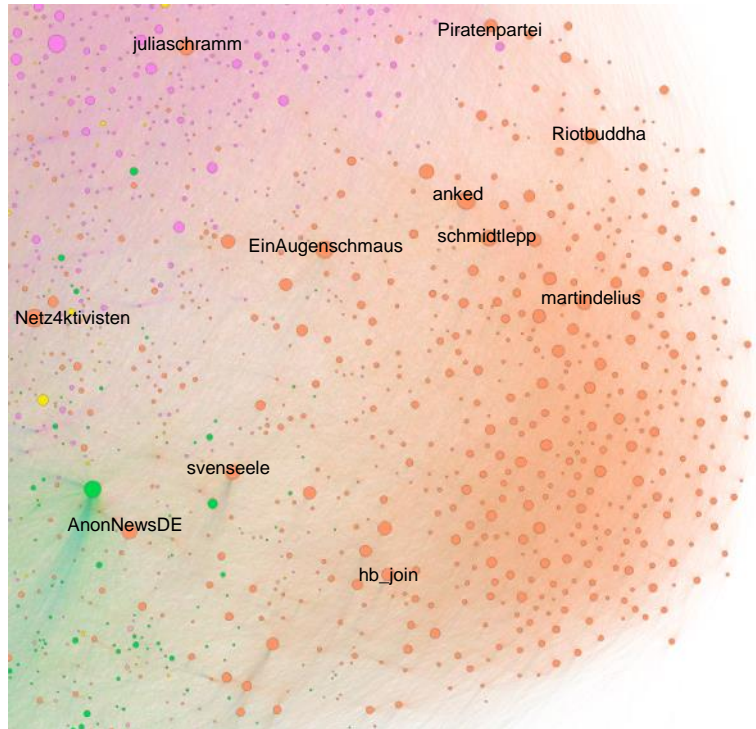 Piratenpartei
juliaschramm
Riotbuddha
anked
schmidtlepp
EinAugenschmaus
martindelius
Netz4ktivisten
svenseele
AnonNewsDE
hb_join